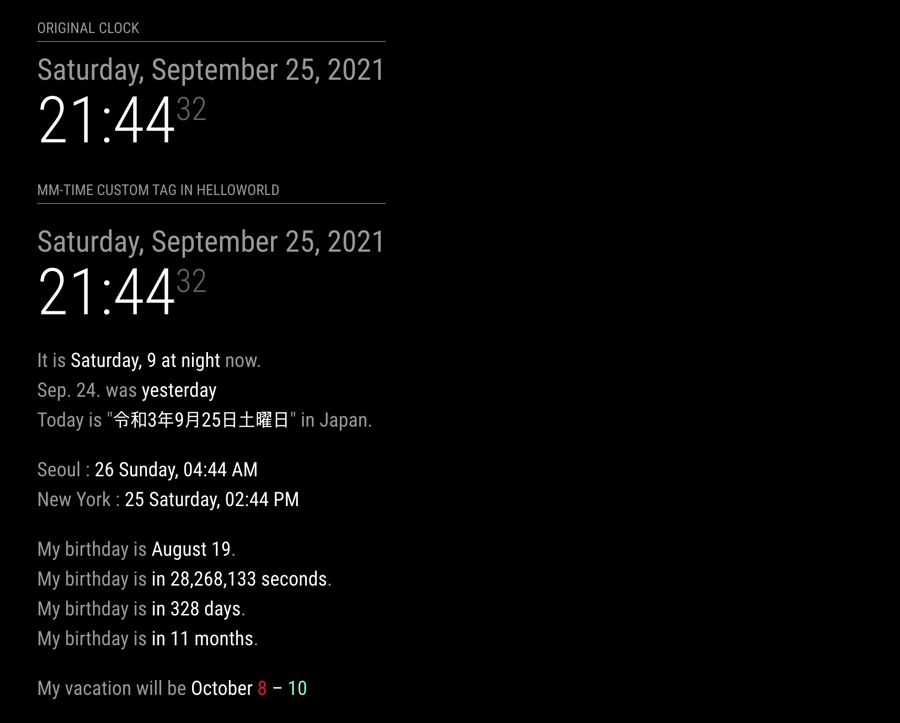 ORIGINAL CLOCK
Saturday, September 25, 2021
21:44 32
MM-TIME CUSTOM TAG IN HELLOWORLD
Saturday, September 25, 2021
21:44 32
It is Saturday, 9 at night now.
Sep. 24. was yesterday
Today is "令和3年9月25日土曜日" in Japan.
Seoul : 26 Sunday, 04:44 AM
New York : 25 Saturday, 02:44 PM
My birthday is August 19.
My birthday is in 28,268,133 seconds.
My birthday is in 328 days.
My birthday is in 11 months.
My vacation will be October 8 – 10